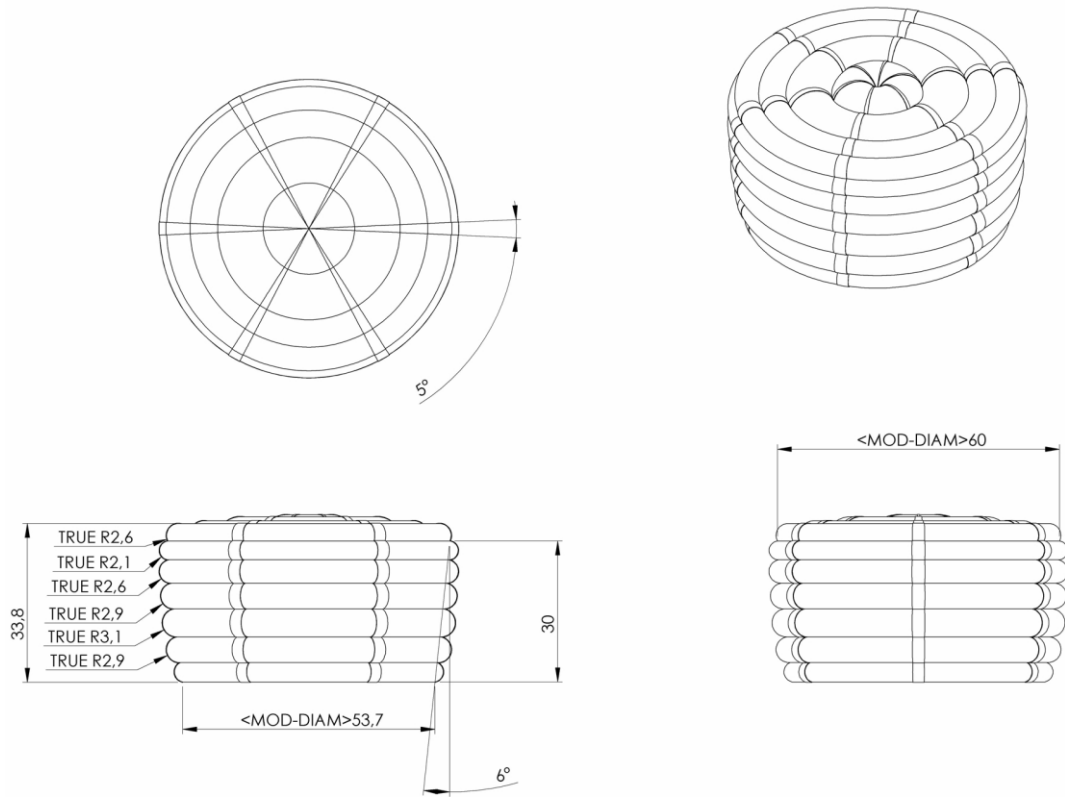 5°
<MOD-DIAM>60
TRUE R2,6
TRUE R2,1
TRUE R2,6
TRUE R2,9
TRUE R3,1
TRUE R2,9
33,8
30
<MOD-DIAM>53,7
6°